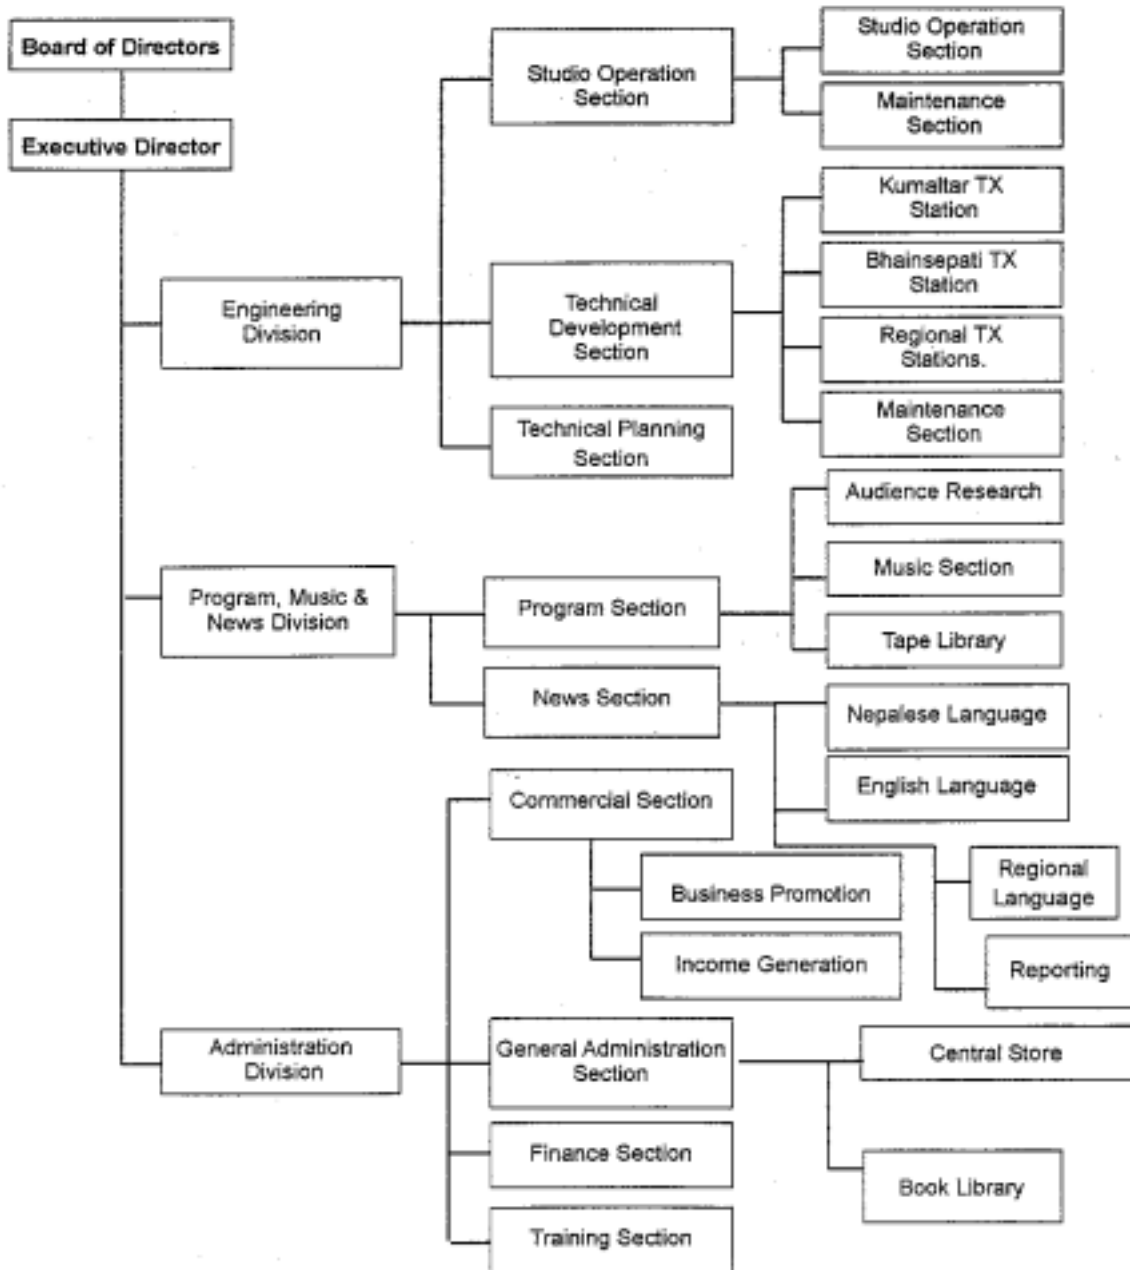 Board of Directors
Executive Director
Engineering
Division
Studio Operation
Section
Studio Operation
Section
Maintenance
Section
Technical
Development
Section
Kumaltar TX
Station
Bhainsepati TX
Station
Regional TX
Stations.
Maintenance
Section
Technical Planning
Section
Program, Music &
News Division
Program Section
Audience Research
Music Section
Tape Library
News Section
Nepalese Language
English Language
Regional
Language
Reporting
Administration
Division
Commercial Section
Business Promotion
Income Generation
General Administration
Section
Central Store
Book Library
Finance Section
Training Section